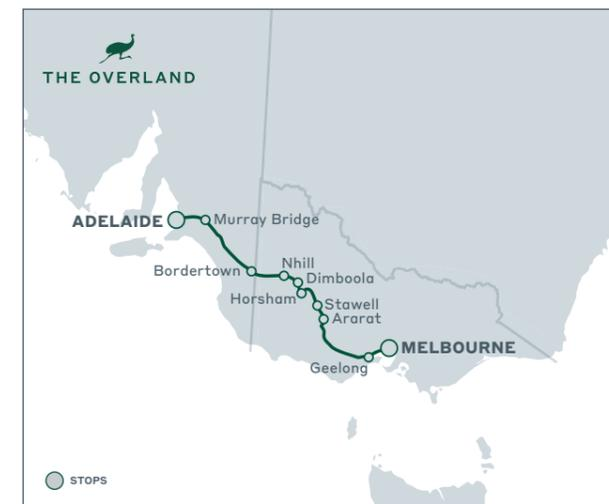 THE OVERLAND
ADELAIDE
Murray Bridge
Bordertown
Nhill
Dimboola
Horsham
Stawell
Ararat
MELBOURNE
Geelong
STOPS